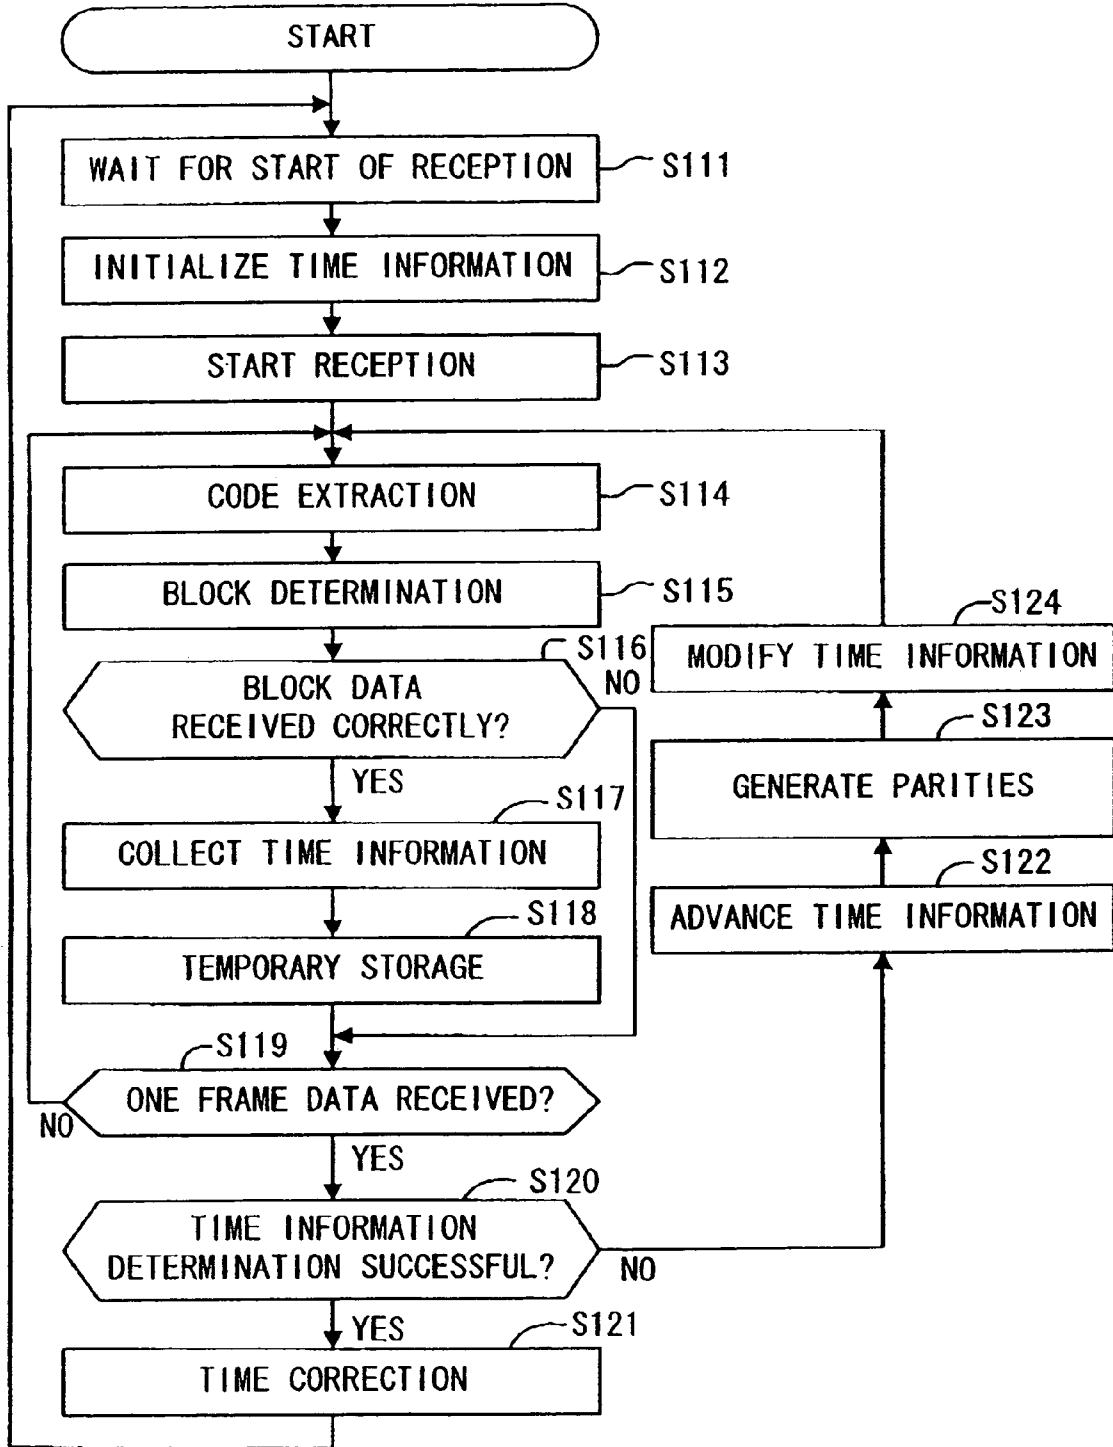 START
WAIT FOR START OF RECEPTION
S111
INITIALIZE TIME INFORMATION
S112
START RECEPTION
S113
CODE EXTRACTION
S114
BLOCK DETERMINATION
S115
S116
BLOCK DATA
RECEIVED CORRECTLY?
NO
YES
S117
COLLECT TIME INFORMATION
S118
TEMPORARY STORAGE
S119
ONE FRAME DATA RECEIVED?
NO
YES
S120
TIME INFORMATION
DETERMINATION SUCCESSFUL?
NO
YES
S121
TIME CORRECTION
S124
MODIFY TIME INFORMATION
S123
GENERATE PARITIES
S122
ADVANCE TIME INFORMATION